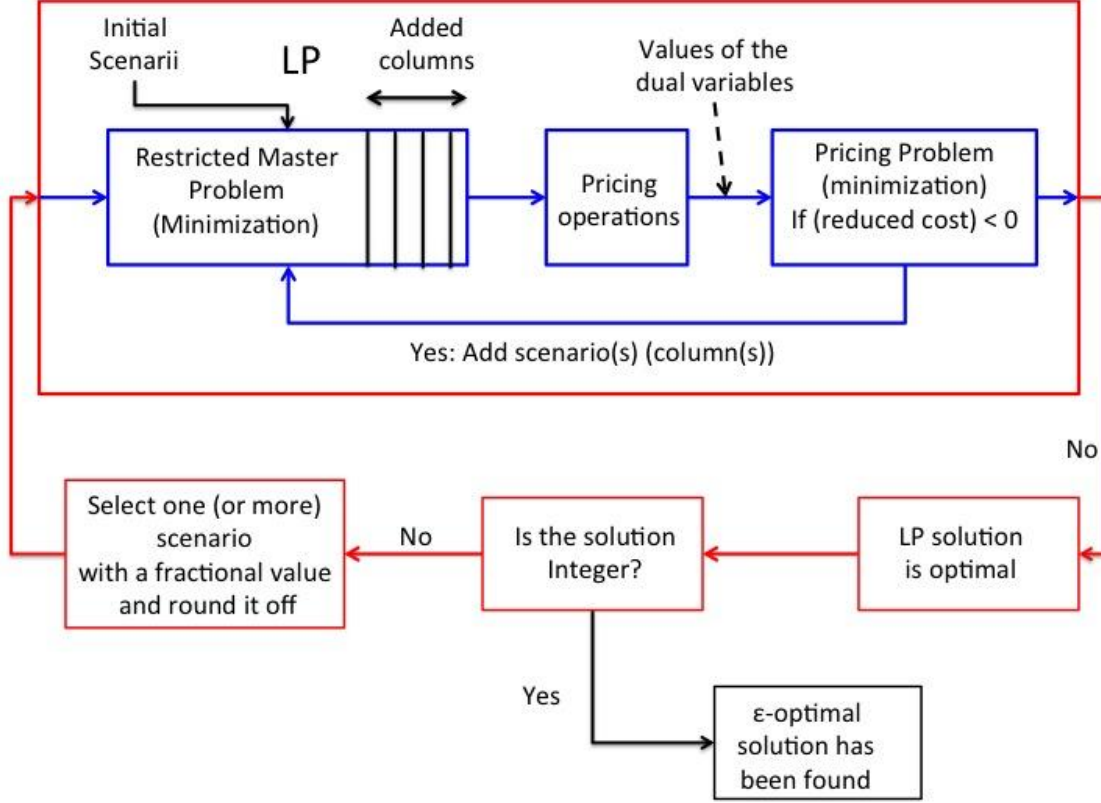 Initial
Scenarii
LP
Added
columns
Values of the
dual variables
Restricted Master
Problem
(Minimization)
Pricing
operations
Pricing Problem
(minimization)
If (reduced cost) < 0
Yes: Add scenario(s) (column(s))
No
Select one (or more)
scenario
with a fractional value
and round it off
No
Is the solution
Integer?
LP solution
is optimal
Yes
ε-optimal
solution has
been found